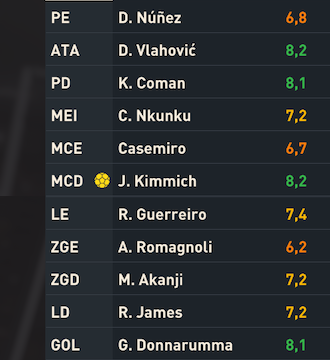 PE D. Núñez 6,8
ATA D. Vlahović 8,2
PD K. Coman 8,1
MEI C. Nkunku 7,2
MCE Casemiro 6,7
MCD J. Kimmich 8,2
LE R. Guerreiro 7,4
ZGE A. Romagnoli 6,2
ZGD M. Akanji 7,2
LD R. James 7,2
GOL G. Donnarumma 8,1